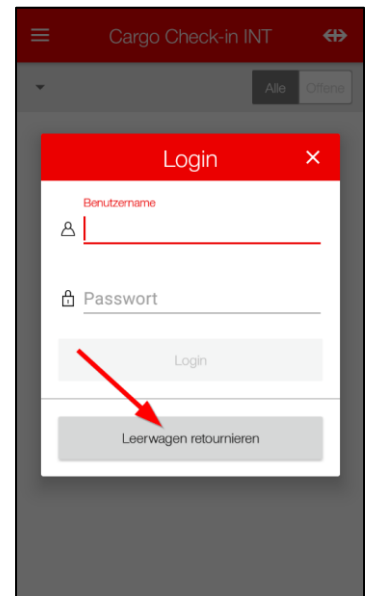 Cargo Check-in INT
Alle Offene
Login
Benutzername
Passwort
Login
Leerwagen retournieren